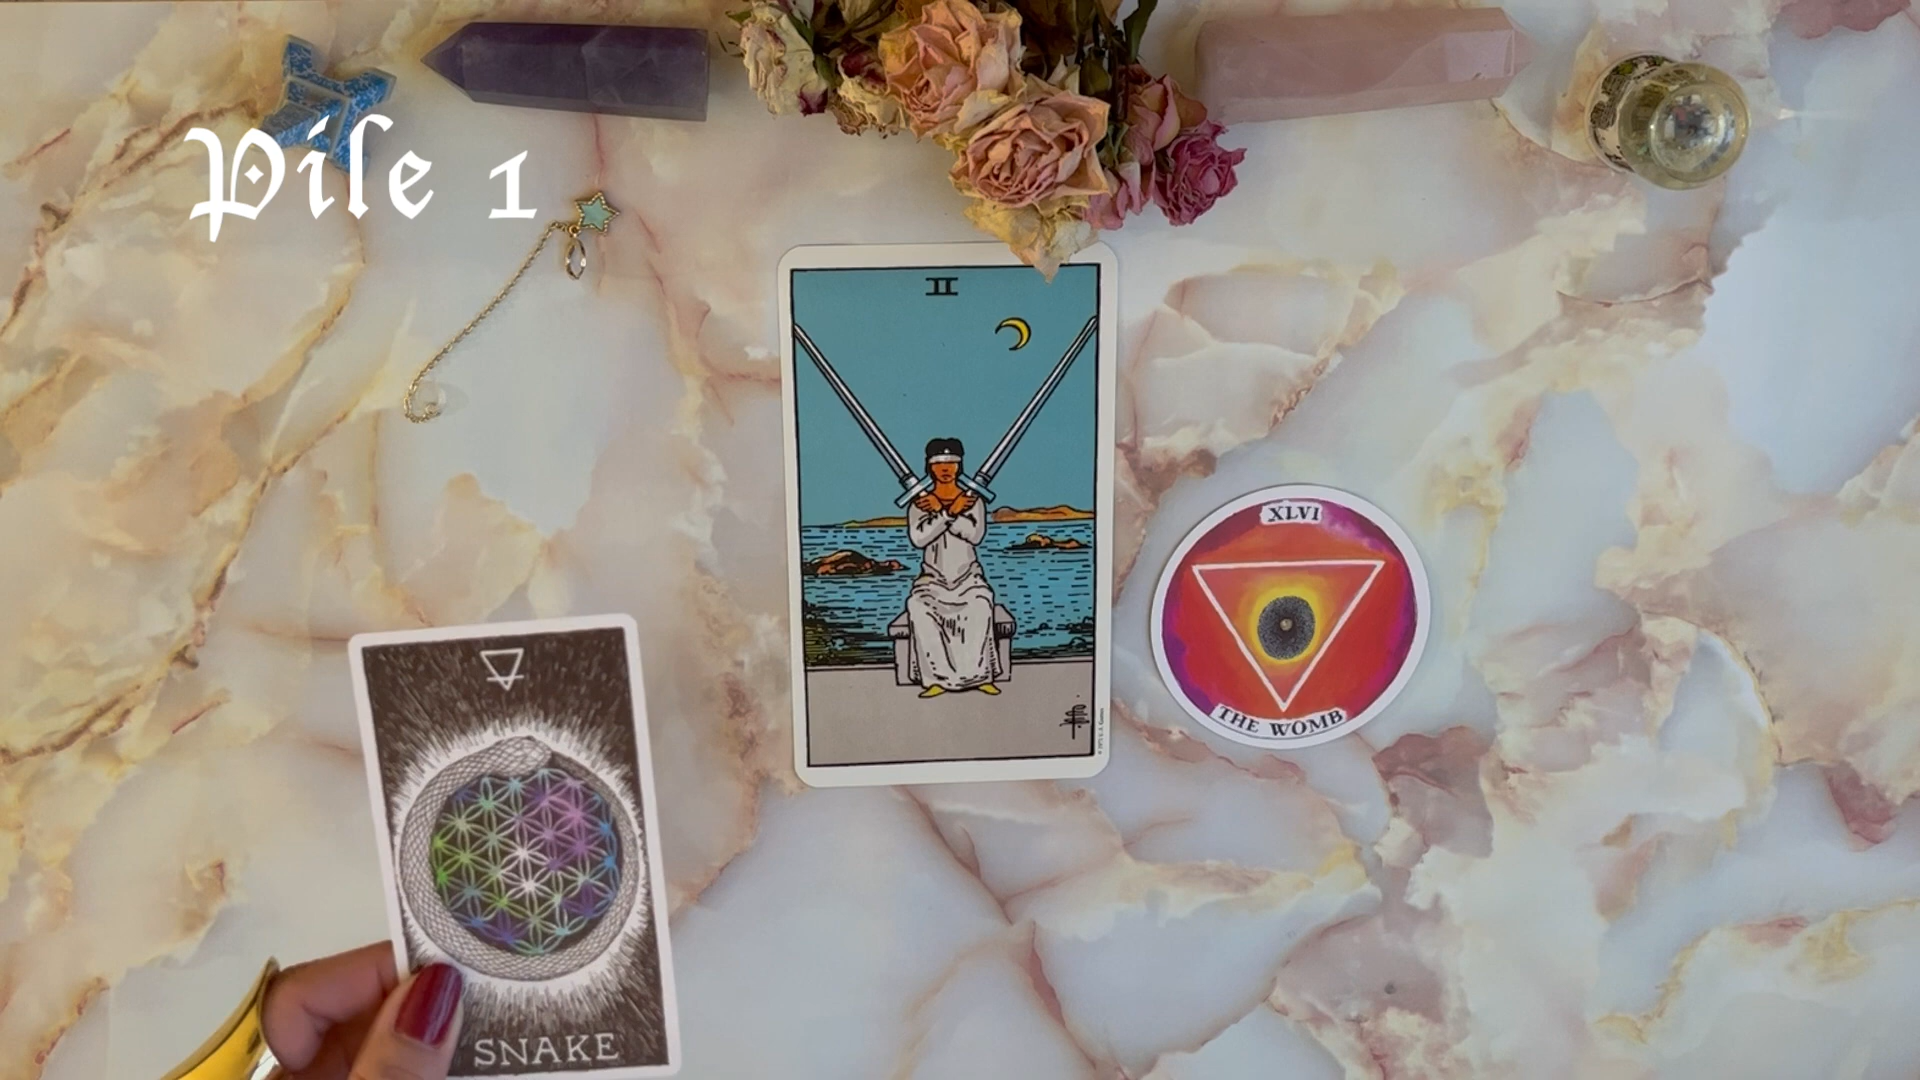 Pile 1
II
XLVI
THE WOMB
SNAKE